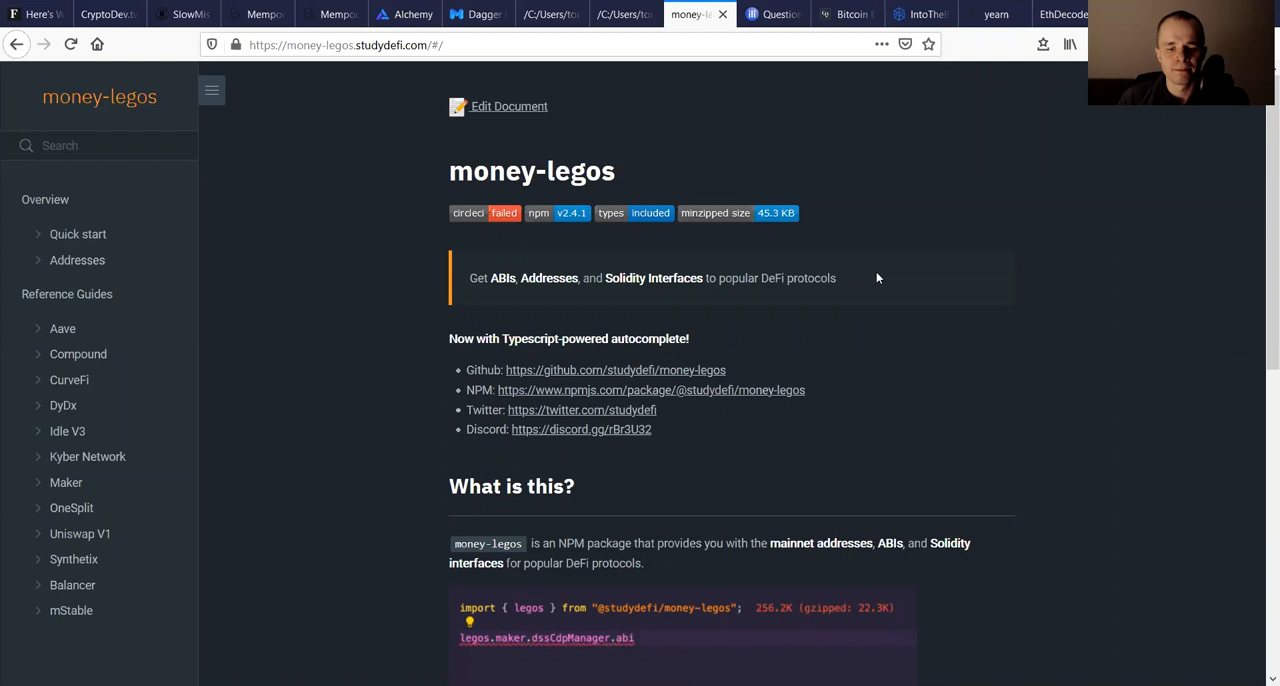 Here's W
CryptoDev.tv
SlowMis
Mempo
Mempo
Alchemy
Dagger
/C:/Users/to
/C:/Users/to
money-le
Question
Bitcoin E
IntoTheB
yearn
EthDecode
https://money-legos.studydefi.com/#/
money-legos
Search
Overview
Quick start
Addresses
Reference Guides
Aave
Compound
CurveFi
DyDx
Idle V3
Kyber Network
Maker
OneSplit
Uniswap V1
Synthetix
Balancer
mStable
Edit Document
money-legos
circleci failed npm v2.4.1 types included minzipped size 45.3 KB
Get ABIs, Addresses, and Solidity Interfaces to popular DeFi protocols
Now with Typescript-powered autocomplete!
Github: https://github.com/studydefi/money-legos
NPM: https://www.npmjs.com/package/@studydefi/money-legos
Twitter: https://twitter.com/studydefi
Discord: https://discord.gg/rBr3U32
What is this?
money-legos is an NPM package that provides you with the mainnet addresses, ABIs, and Solidity
interfaces for popular DeFi protocols.
import { legos } from "@studydefi/money-legos"; 256.2K (gzipped: 22.3K)
legos.maker.dssCdpManager.abi